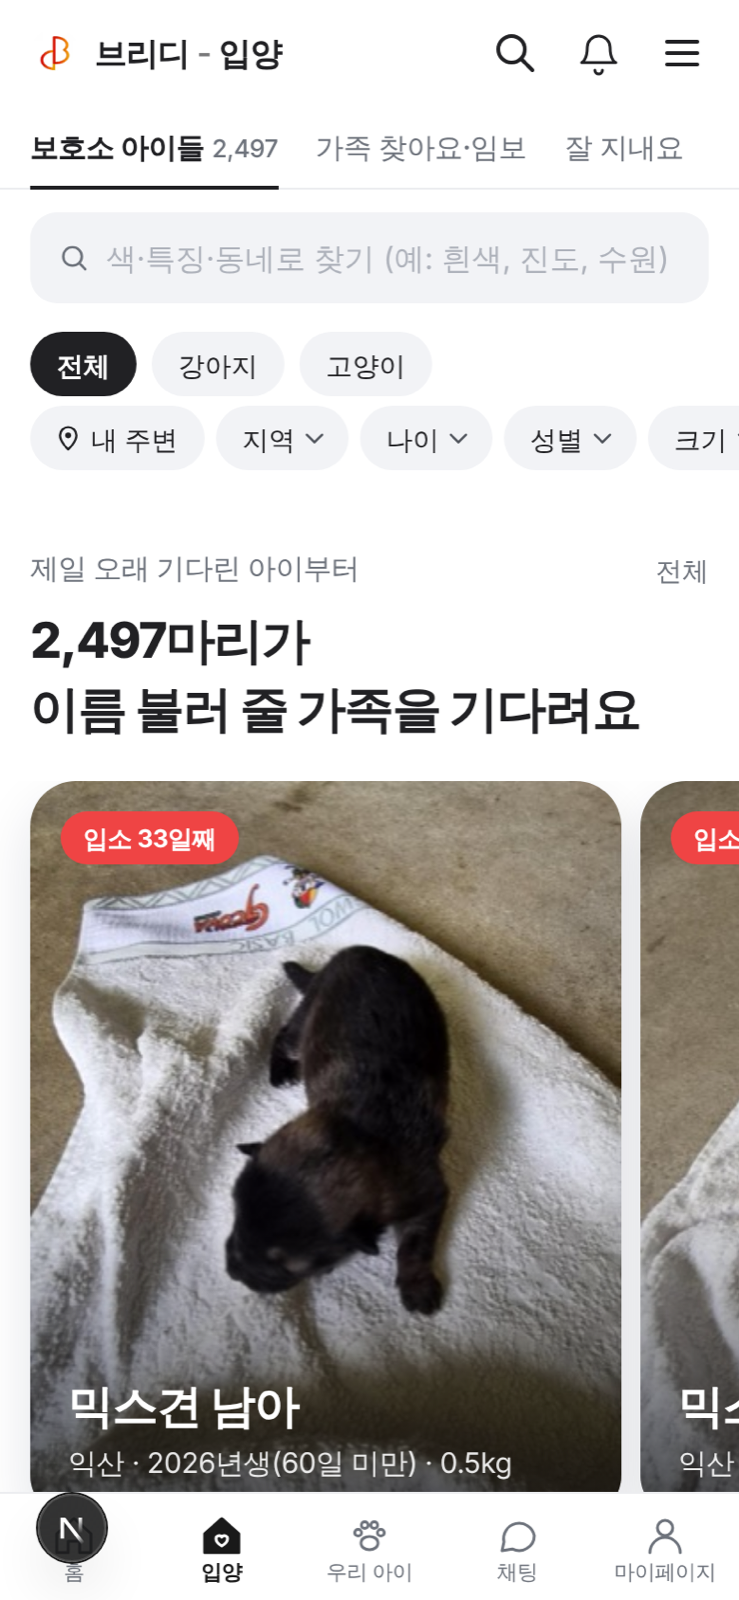 브리디 - 입양
보호소 아이들 2,497 가족 찾아요·임보 잘 지내요
색·특징·동네로 찾기 (예: 흰색, 진도, 수원)
전체 강아지 고양이
내 주변 지역 나이 성별 크기
제일 오래 기다린 아이부터 전체
2,497마리가
이름 불러 줄 가족을 기다려요
입소 33일째 입소
BASIC
믹스견 남아 믹스
익산 · 2026년생(60일 미만) · 0.5kg 익산
N
홈 입양 우리 아이 채팅 마이페이지